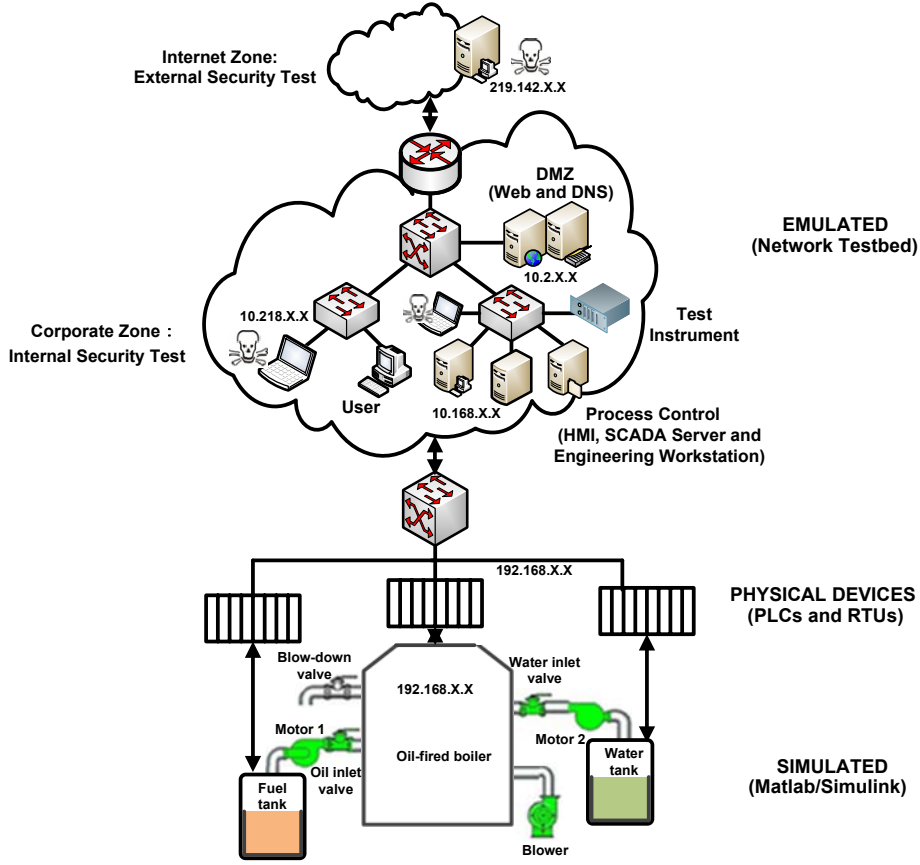 Internet Zone:
External Security Test
219.142.X.X
DMZ
(Web and DNS)
10.2.X.X
EMULATED
(Network Testbed)
10.218.X.X
Corporate Zone :
Internal Security Test
User
10.168.X.X
Test
Instrument
Process Control
(HMI, SCADA Server and
Engineering Workstation)
192.168.X.X
PHYSICAL DEVICES
(PLCs and RTUs)
Blow-down
valve
192.168.X.X
Water inlet
valve
Motor 1
Oil inlet
valve
Oil-fired boiler
Motor 2
Water
tank
Fuel
tank
Blower
SIMULATED
(Matlab/Simulink)